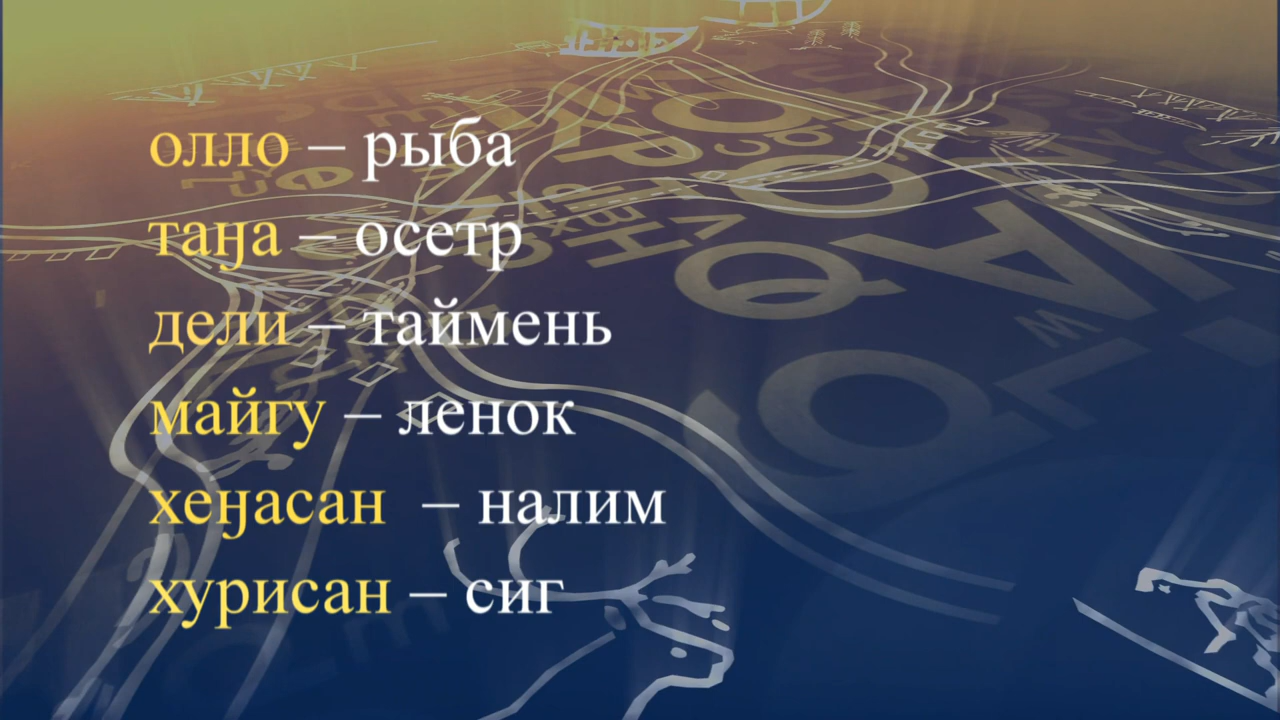 олло – рыба
таӈа – осетр
дели – таймень
майгу – ленок
хеӈасан – налим
хурисан – сиг